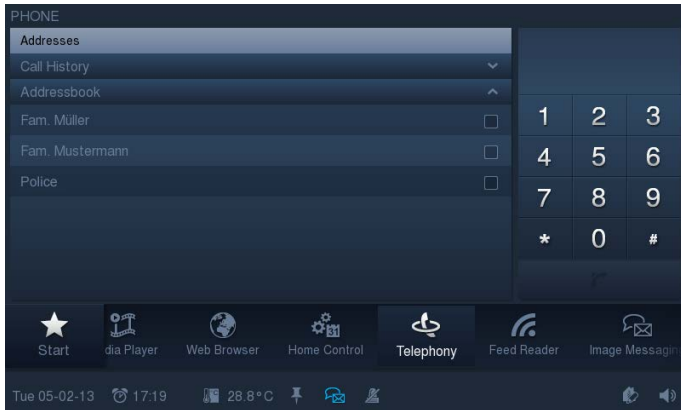 PHONE
Addresses
Call History
Addressbook
Fam. Müller
Fam. Mustermann
Police
1 2 3
4 5 6
7 8 9
* 0 #
Start dia Player Web Browser Home Control Telephony Feed Reader Image Messagin
31
Tue 05-02-13 17:19 28.8°C